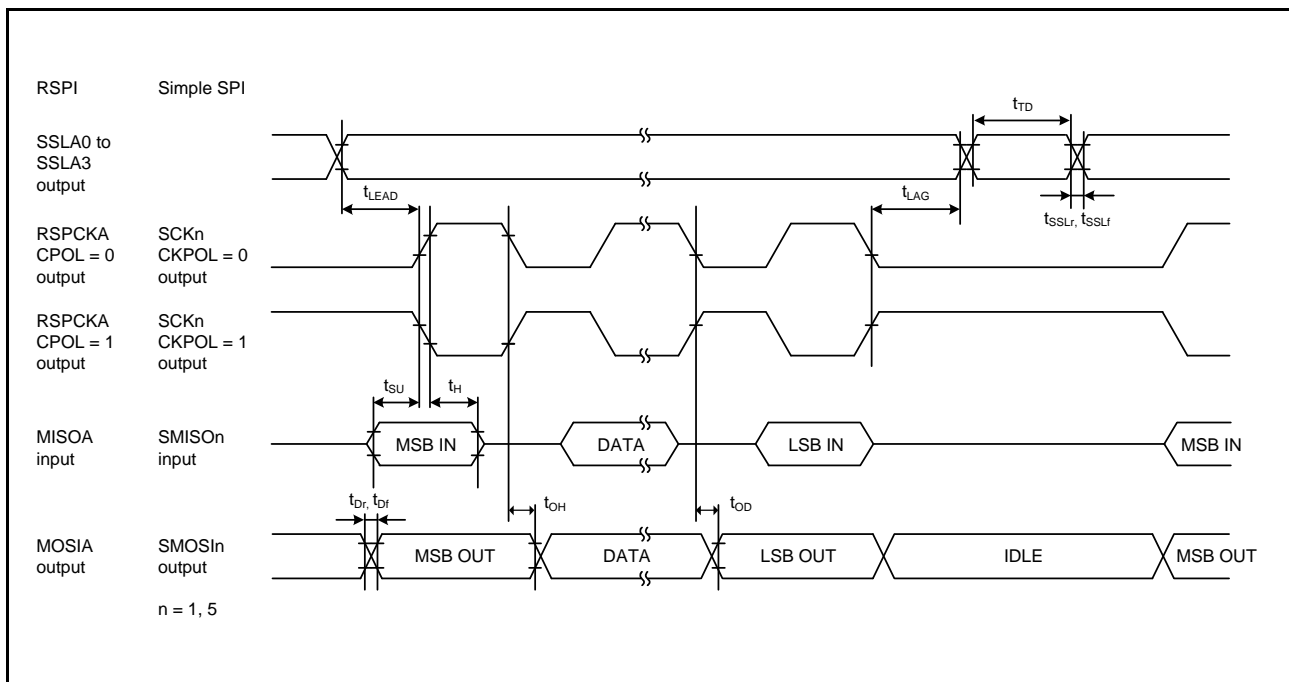 RSPI
Simple SPI
tTD
SSLA0 to
SSLA3
output
tLEAD
tLAG
tSSLr, tSSLf
RSPCKA
CPOL = 0
output
SCKn
CKPOL = 0
output
RSPCKA
CPOL = 1
output
SCKn
CKPOL = 1
output
tSU
tH
MISOA
input
SMISOn
input
MSB IN
DATA
LSB IN
MSB IN
tDr, tDf
tOH
tOD
MOSIA
output
SMOSIn
output
MSB OUT
DATA
LSB OUT
IDLE
MSB OUT
n = 1, 5